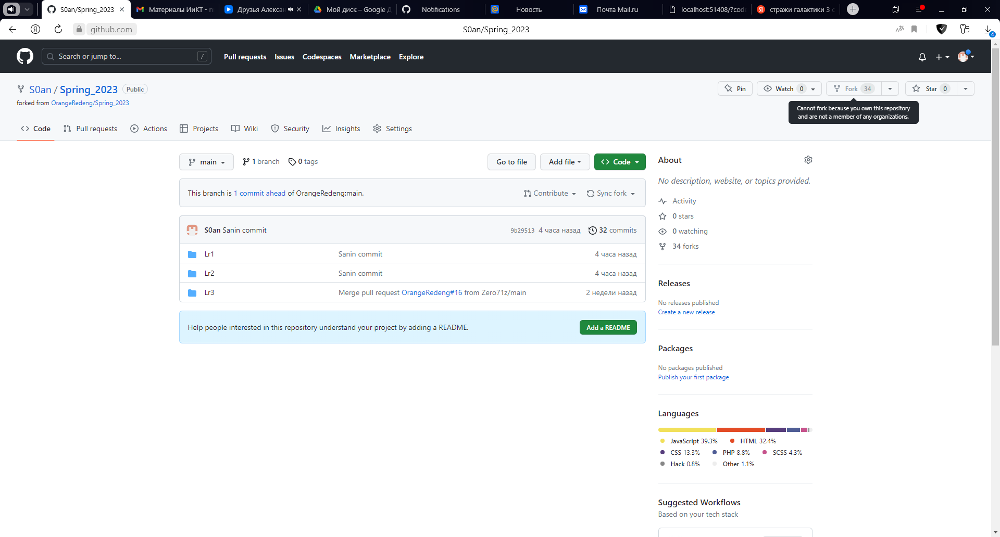 S0an/Spring_2023
Материалы ИиКТ - n
Друзья Алексан
Мой диск – Google Д
Notifications
Новость
Почта Mail.ru
localhost:51408/?code
стражи галактики 3 с
github.com
S0an/Spring_2023
4
Search or jump to...
/
Pull requests
Issues
Codespaces
Marketplace
Explore
S0an / Spring_2023
Public
Pin
Watch 0
Fork 34
Star 0
forked from OrangeRedeng/Spring_2023
Cannot fork because you own this repository
and are not a member of any organizations.
Code
Pull requests
Actions
Projects
Wiki
Security
Insights
Settings
main
1 branch
0 tags
Go to file
Add file
Code
This branch is 1 commit ahead of OrangeRedeng:main.
Contribute
Sync fork
S0an Sanin commit
9b29513 4 часа назад
32 commits
Lr1
Sanin commit
4 часа назад
Lr2
Sanin commit
4 часа назад
Lr3
Merge pull request OrangeRedeng#16 from Zero71z/main
2 недели назад
Help people interested in this repository understand your project by adding a README.
Add a README
About
No description, website, or topics provided.
Activity
0 stars
0 watching
34 forks
Releases
No releases published
Create a new release
Packages
No packages published
Publish your first package
Languages
JavaScript 39.3%
HTML 32.4%
CSS 13.3%
PHP 8.8%
SCSS 4.3%
Hack 0.8%
Other 1.1%
Suggested Workflows
Based on your tech stack